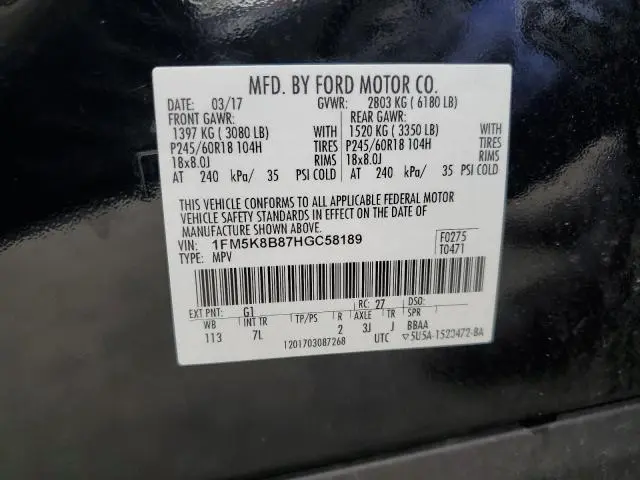 MFD. BY FORD MOTOR CO.
DATE: 03/17 GVWR: 2803 KG ( 6180 LB)
FRONT GAWR: REAR GAWR:
1397 KG ( 3080 LB) WITH 1520 KG ( 3350 LB) WITH
P245/60R18 104H TIRES P245/60R18 104H TIRES
18x8.0J RIMS 18x8.0J RIMS
AT 240 kPa/ 35 PSI COLD AT 240 kPa/ 35 PSI COLD
THIS VEHICLE CONFORMS TO ALL APPLICABLE FEDERAL MOTOR
VEHICLE SAFETY STANDARDS IN EFFECT ON THE DATE OF
MANUFACTURE SHOWN ABOVE.
VIN: 1FM5K8B87HGC58189 F0275
TYPE: MPV T0471
EXT PNT: G1 RC: 27 DSO:
WB INT TR TP/PS R AXLE TR SPR
113 7L 2 3J J BBAA
1201703087268 UTC ▽5U5A-1520472-BA